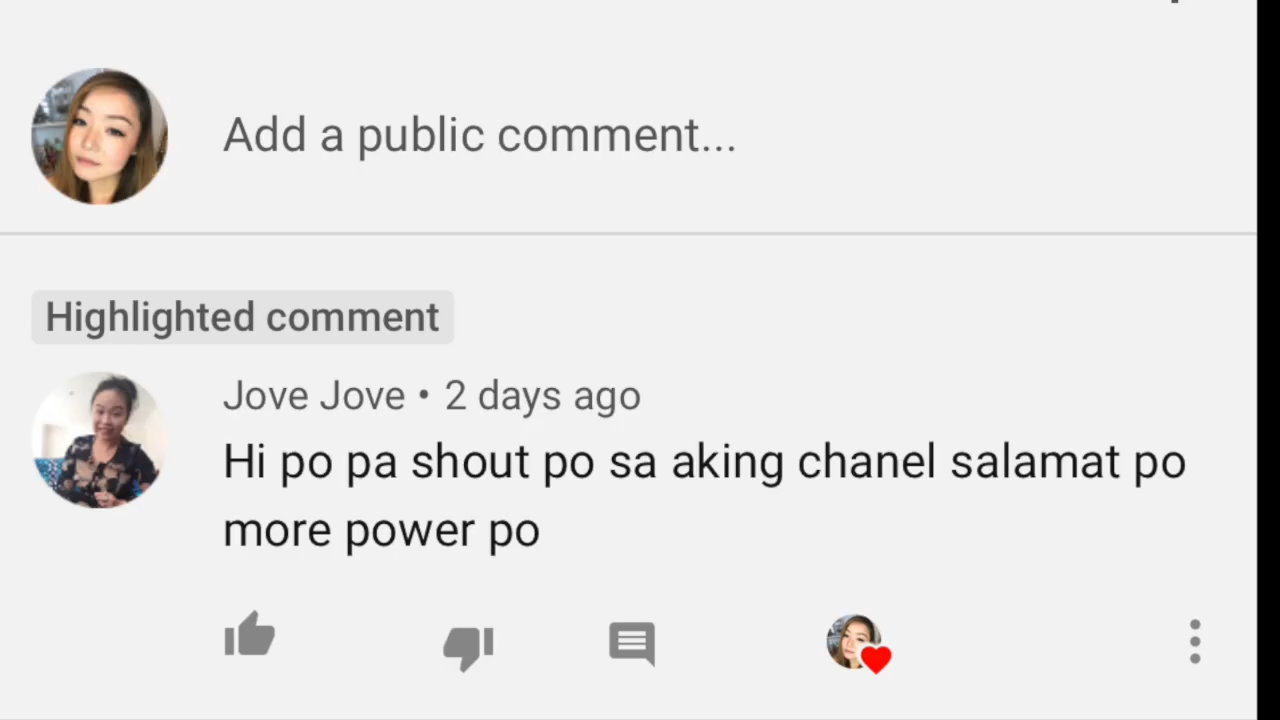 Add a public comment...
Highlighted comment
Jove Jove • 2 days ago
Hi po pa shout po sa aking chanel salamat po
more power po